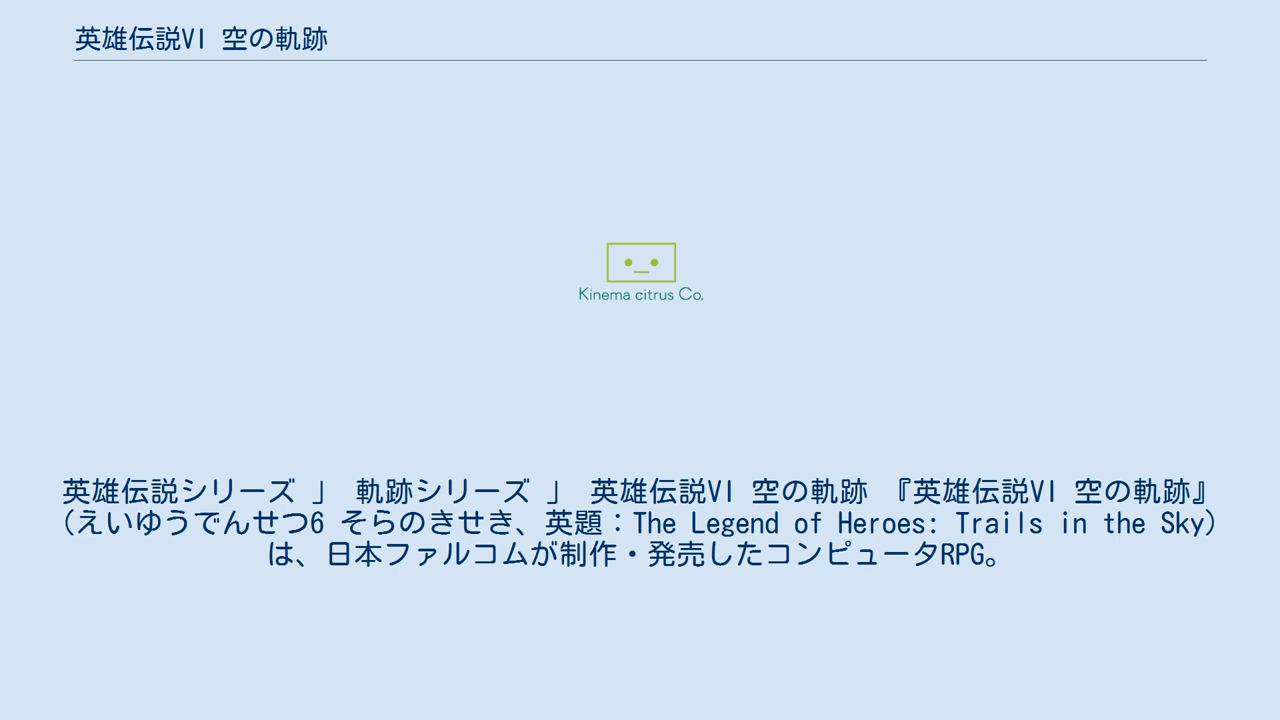 英雄伝説VI 空の軌跡
Kinema citrus Co.
英雄伝説シリーズ 」 軌跡シリーズ 」 英雄伝説VI 空の軌跡 『英雄伝説VI 空の軌跡』
(えいゆうでんせつ6 そらのきせき、英題：The Legend of Heroes: Trails in the Sky)
は、日本ファルコムが制作・発売したコンピュータRPG。